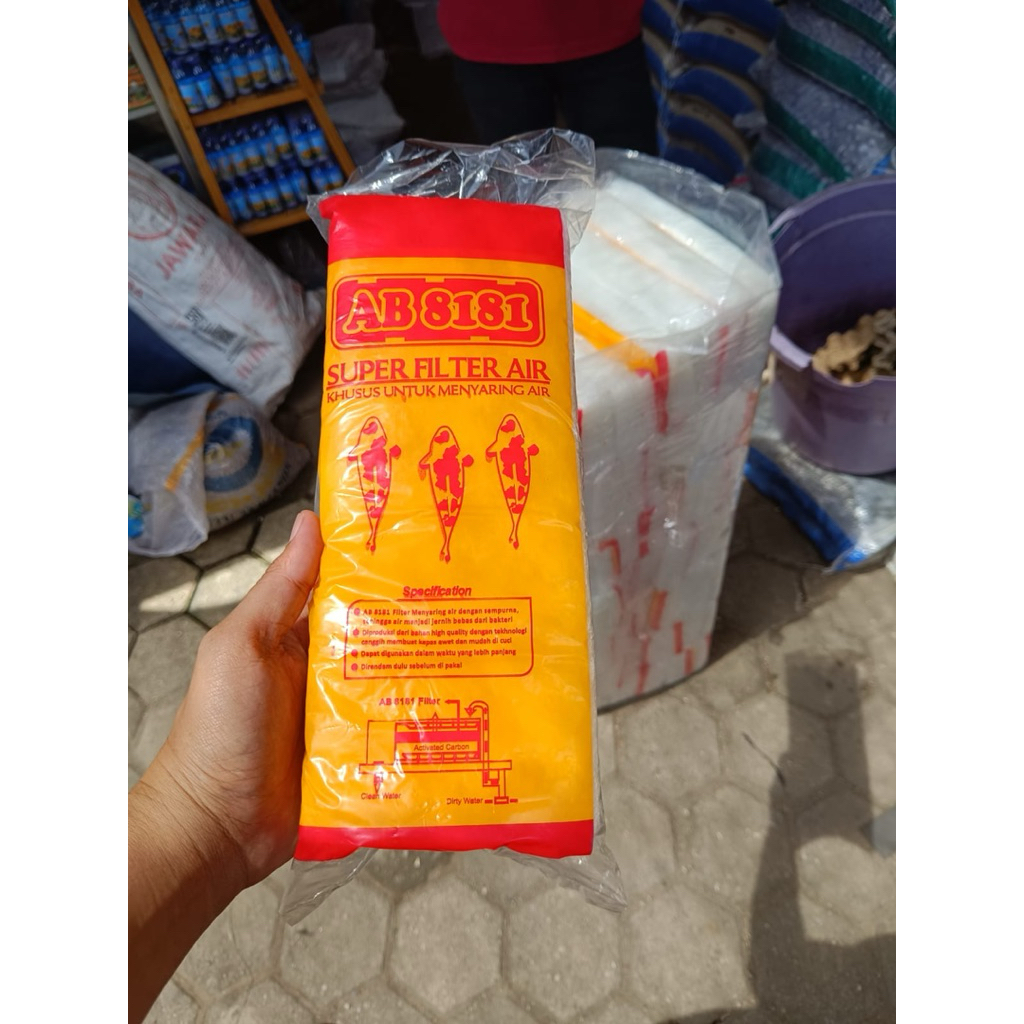 AB 8181
SUPER FILTER AIR
KHUSUS UNTUK MENYARING AIR
Specification
AB 8181 Filter Menyaring air dengan sempurna,
sehingga air menjadi jernih bebas dari bakteri
Diproduksi dari bahan high quality dengan tekhnologi
canggih membuat kapas awet dan mudah di cuci
Dapat digunakan dalam waktu yang lebih panjang
Direndam dulu sebelum di pakai
AB 8181 Filter
Activated Carbon
Clean Water
Dirty Water